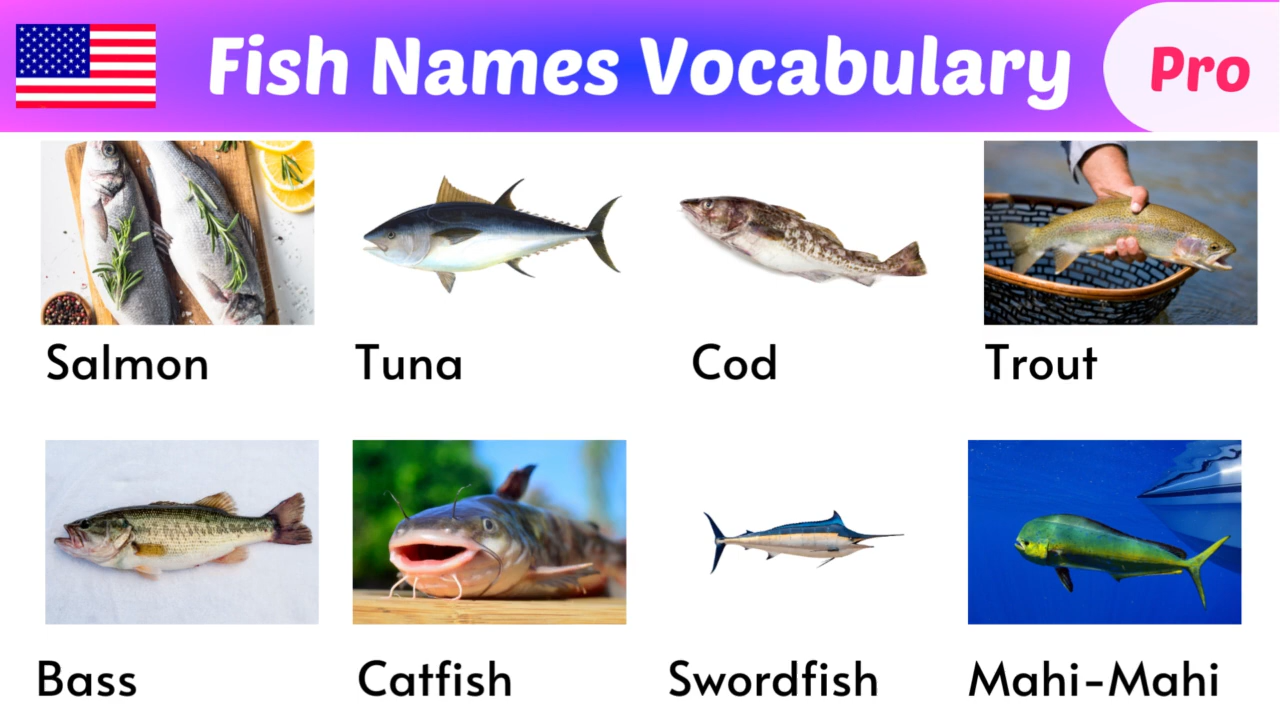 Fish Names Vocabulary
Pro
Salmon
Tuna
Cod
Trout
Bass
Catfish
Swordfish
Mahi-Mahi